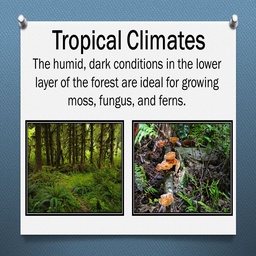 Tropical Climates
The humid, dark conditions in the lower
layer of the forest are ideal for growing
moss, fungus, and ferns.